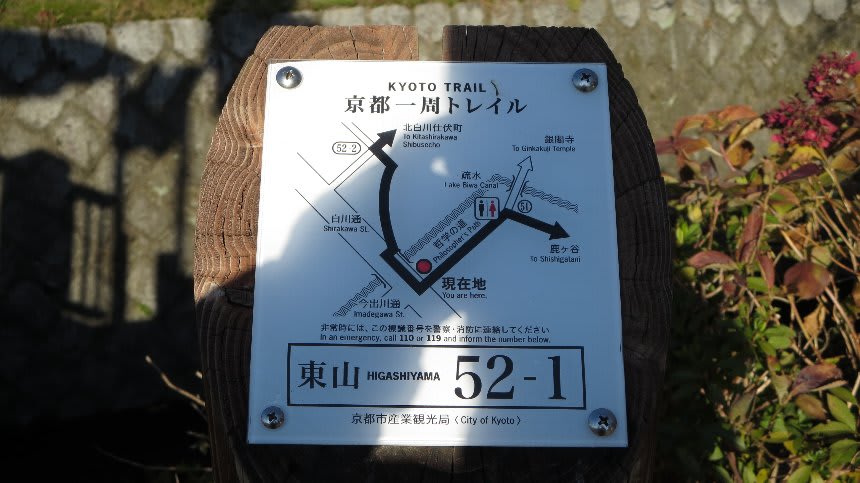 KYOTO TRAIL
京都一周トレイル
北白川仕伏町
To Kitashirakawa
Shibusecho
52-2
銀閣寺
To Ginkakuji Temple
疏水
Lake Biwa Canal
51
白川通
Shirakawa St.
哲学の道
Philosopher's Path
鹿ヶ谷
To Shishigatani
現在地
You are here.
今出川通
Imadegawa St.
非常時には、この標識番号を警察・消防に連絡してください
In an emergency, call 110 or 119 and inform the number below.
東山 HIGASHIYAMA 52-1
京都市産業観光局〈City of Kyoto〉